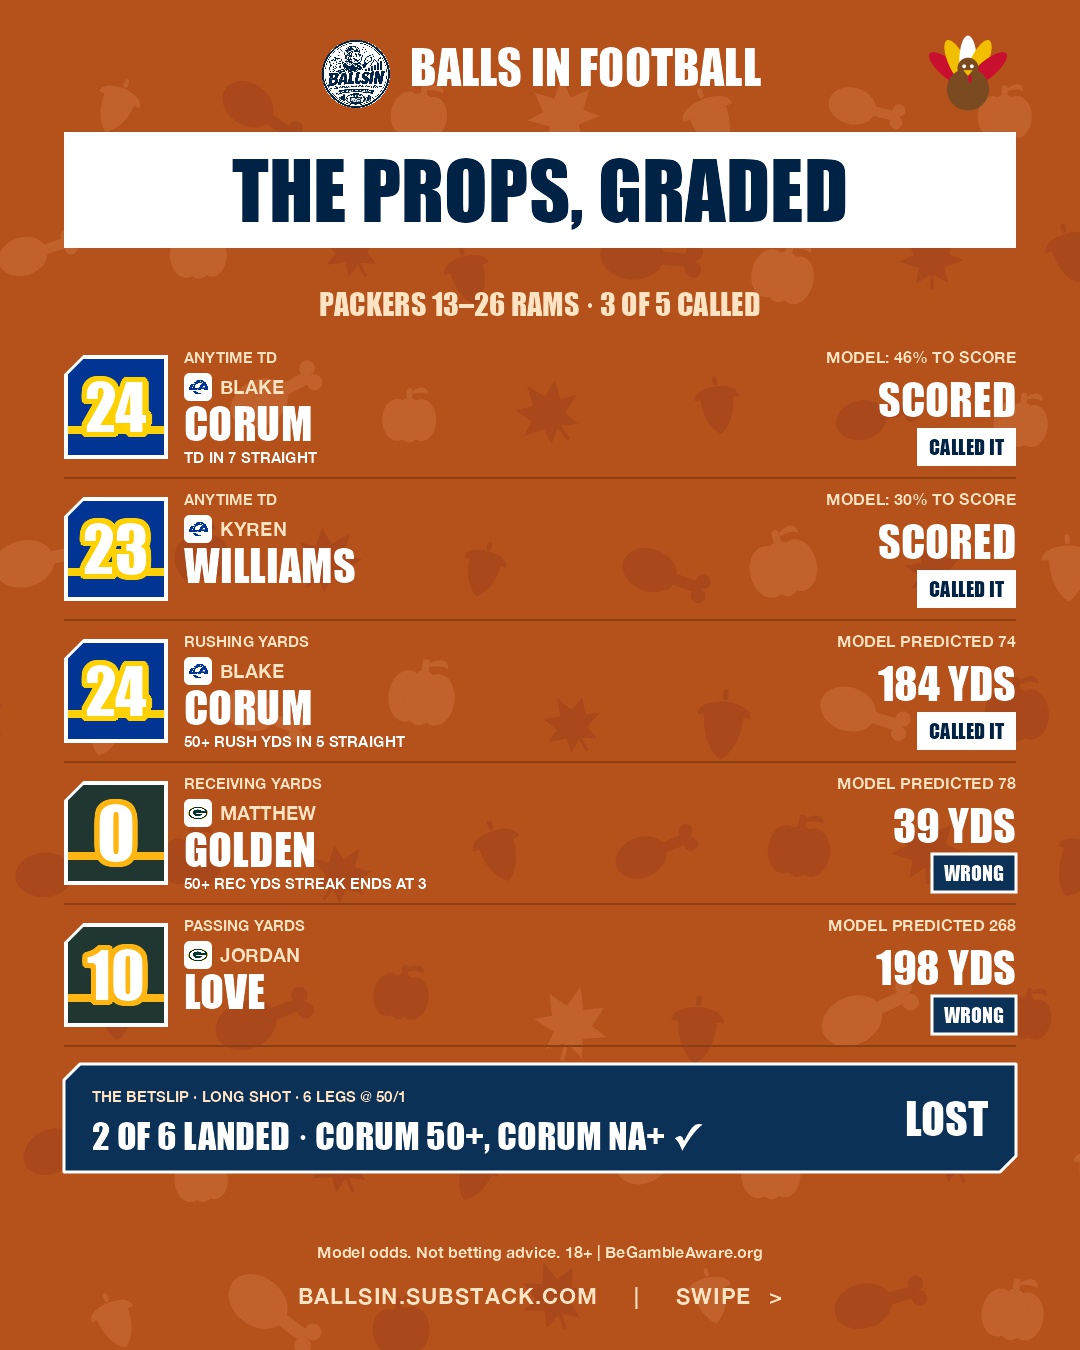 BALLSIN
BALLS IN FOOTBALL
THE PROPS, GRADED
PACKERS 13–26 RAMS · 3 OF 5 CALLED
24
ANYTIME TD
BLAKE
CORUM
TD IN 7 STRAIGHT
MODEL: 46% TO SCORE
SCORED
CALLED IT
23
ANYTIME TD
KYREN
WILLIAMS
MODEL: 30% TO SCORE
SCORED
CALLED IT
24
RUSHING YARDS
BLAKE
CORUM
50+ RUSH YDS IN 5 STRAIGHT
MODEL PREDICTED 74
184 YDS
CALLED IT
0
RECEIVING YARDS
G MATTHEW
GOLDEN
50+ REC YDS STREAK ENDS AT 3
MODEL PREDICTED 78
39 YDS
WRONG
10
PASSING YARDS
G JORDAN
LOVE
MODEL PREDICTED 268
198 YDS
WRONG
THE BETSLIP · LONG SHOT · 6 LEGS @ 50/1
2 OF 6 LANDED · CORUM 50+, CORUM NA+ ✓
LOST
Model odds. Not betting advice. 18+ | BeGambleAware.org
BALLSIN.SUBSTACK.COM | SWIPE >